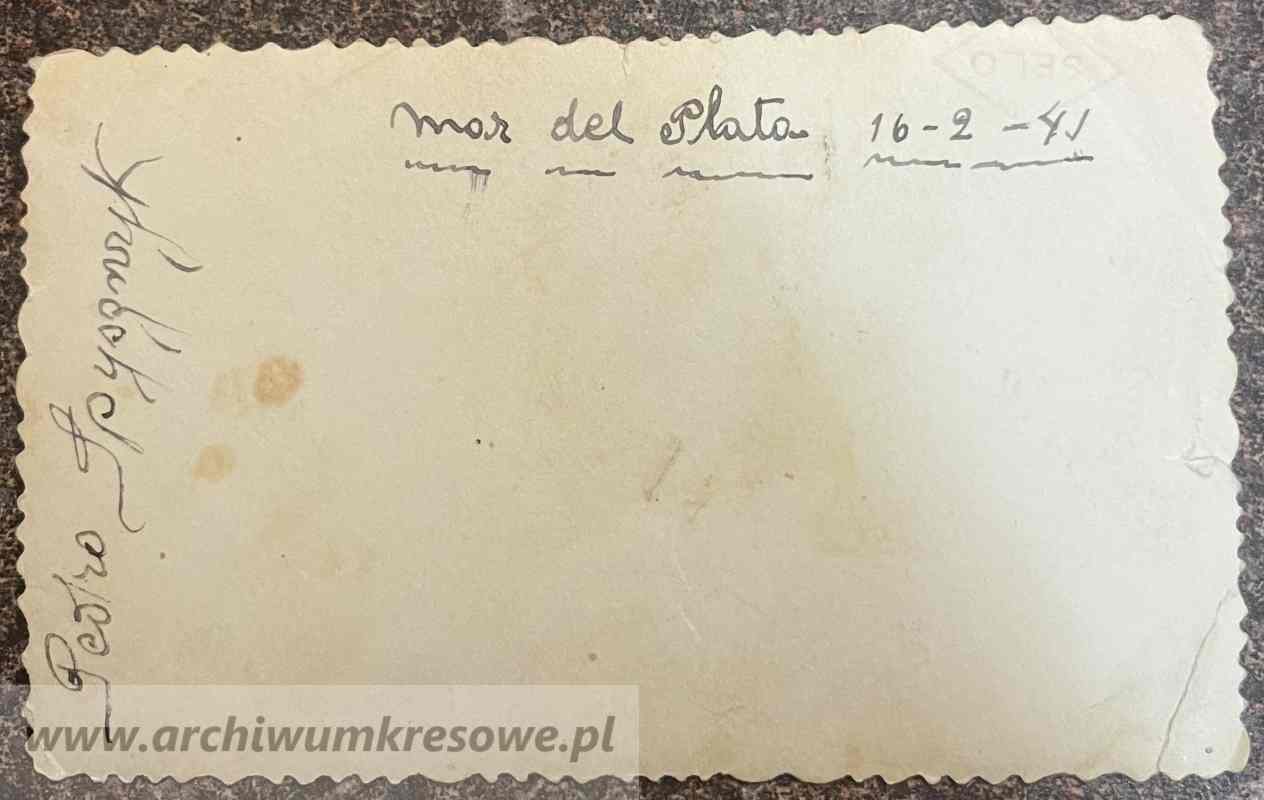 Mar del Plata 16-2-41
Pedro
www.archiwumkresowe.pl